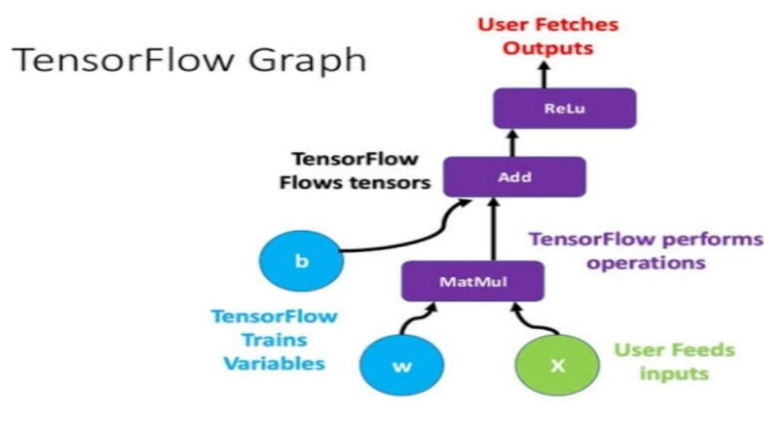 User Fetches
Outputs
TensorFlow Graph
ReLu
TensorFlow
Flows tensors
Add
b
TensorFlow performs
operations
MatMul
TensorFlow
Trains
Variables
w
X
User Feeds
inputs